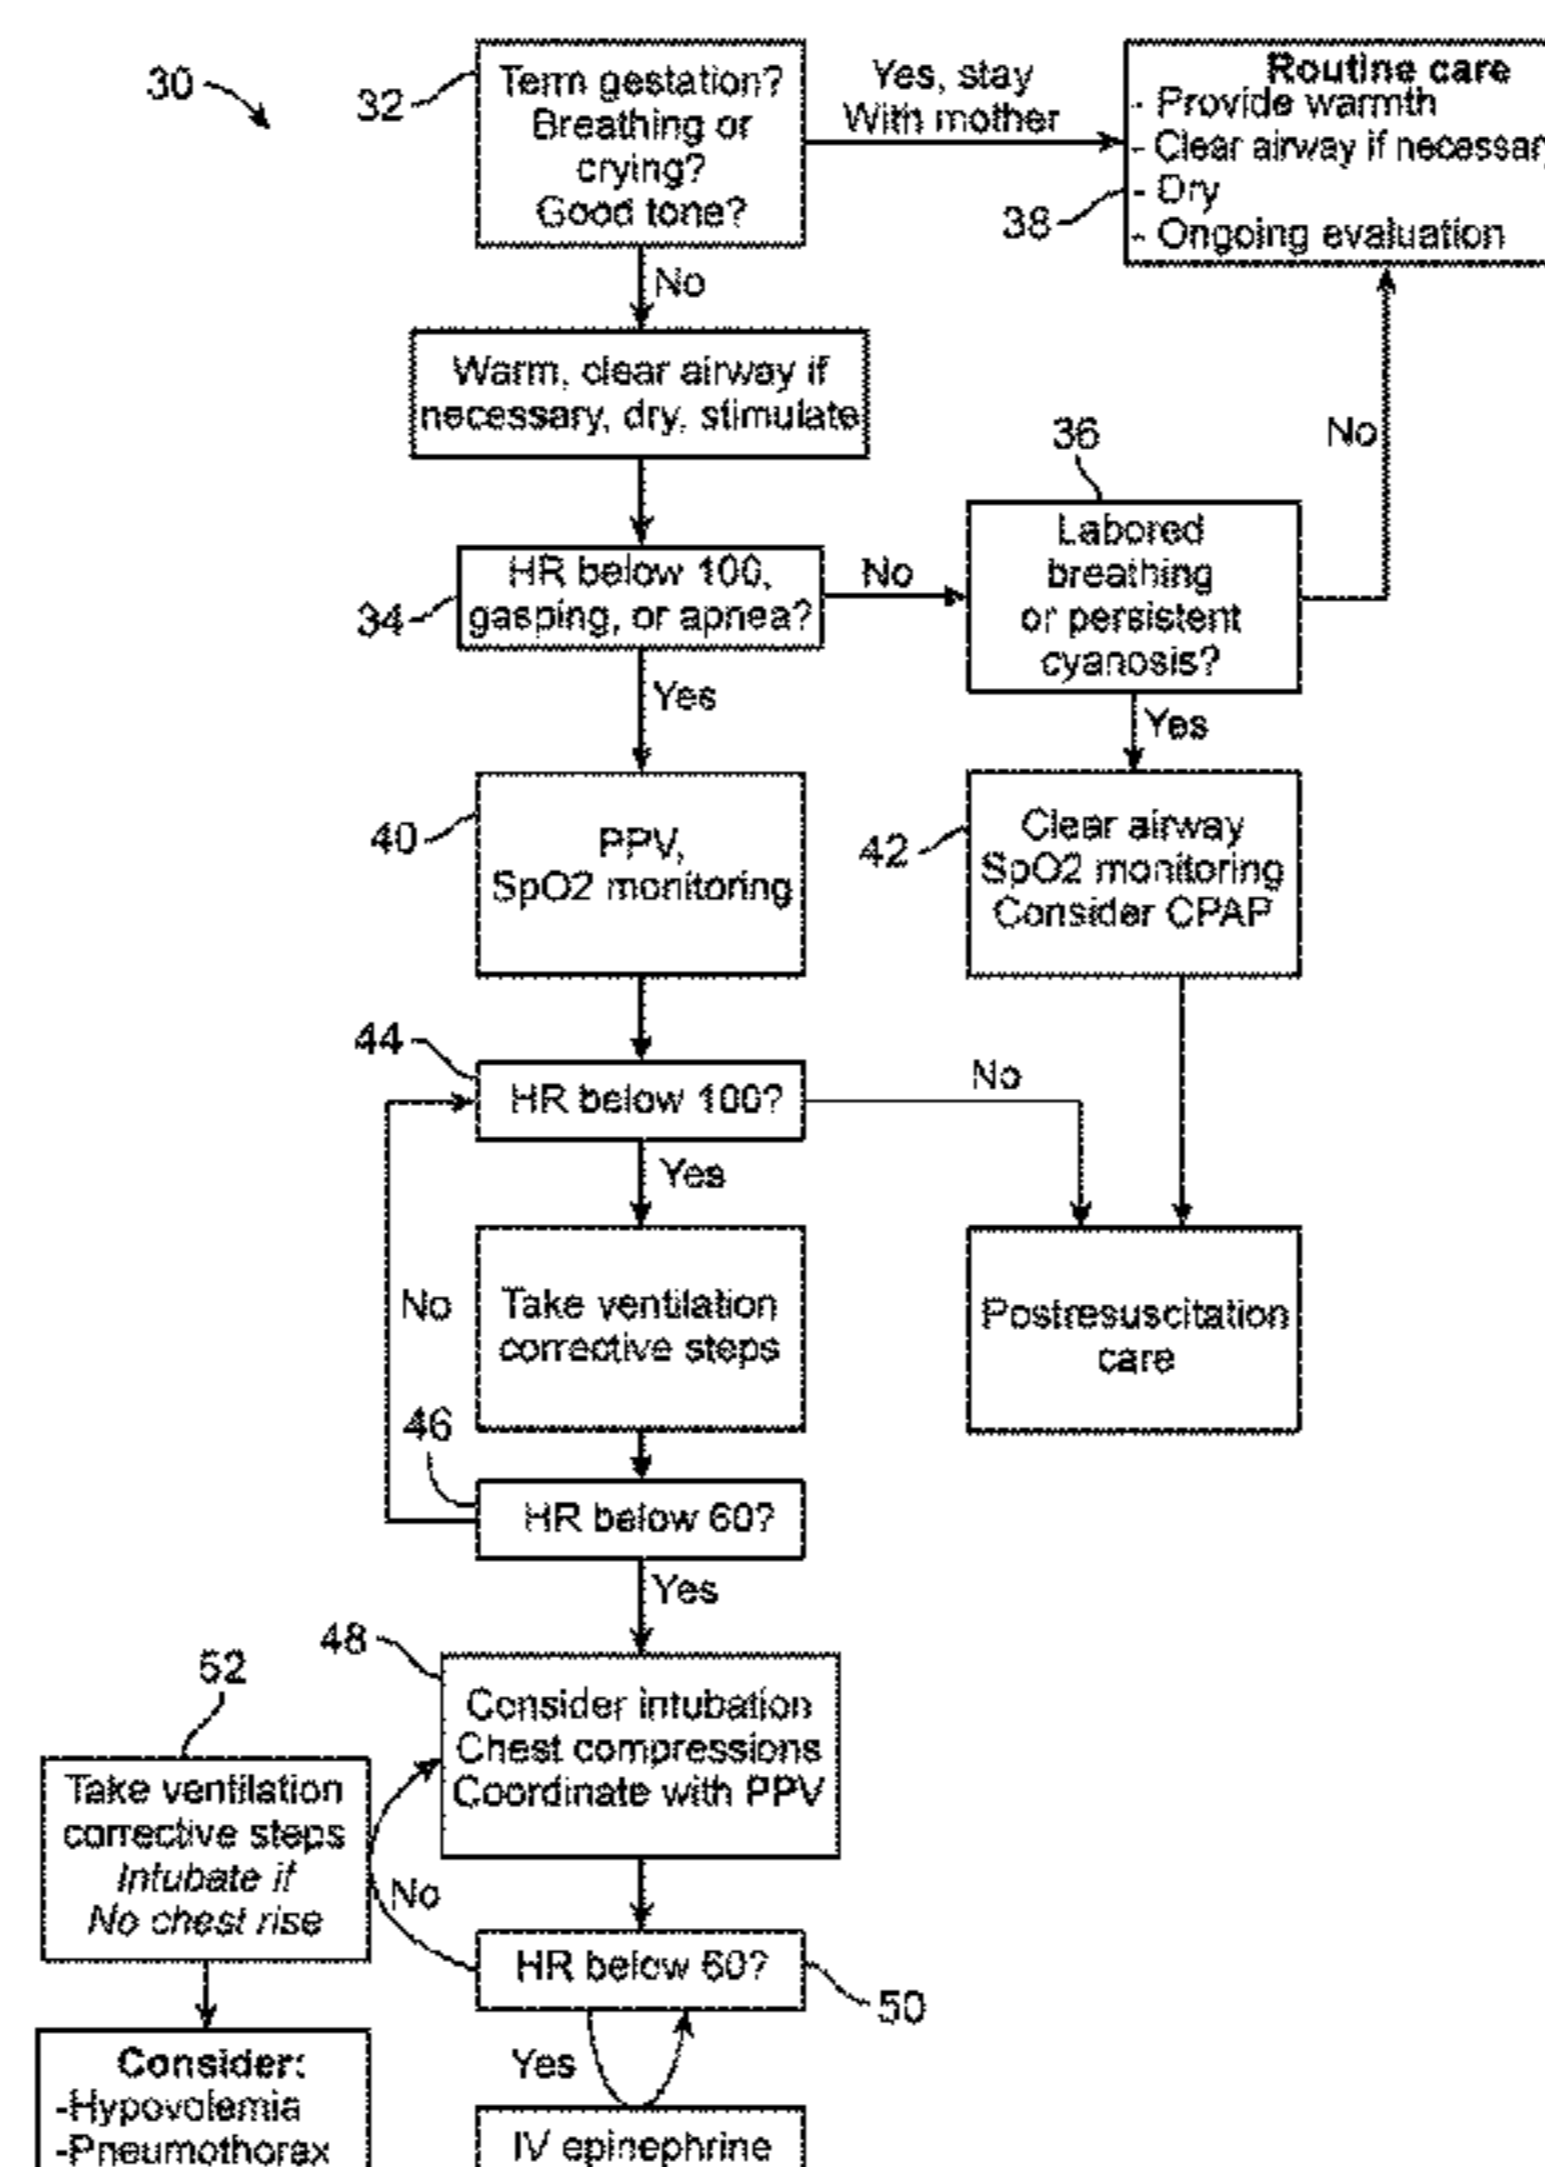 30
32
Term gestation?
Breathing or
crying?
Good tone?
Yes, stay
With mother
Routine care
- Provide warmth
- Clear airway if necessary
- Dry
- Ongoing evaluation
38
No
Warm, clear airway if
necessary, dry, stimulate
34
HR below 100,
gasping, or apnea?
No
36
Labored
breathing
or persistent
cyanosis?
No
Yes
Yes
40
PPV,
SpO2 monitoring
42
Clear airway
SpO2 monitoring
Consider CPAP
44
HR below 100?
No
Yes
No
Take ventilation
corrective steps
Postresuscitation
care
46
HR below 60?
Yes
48
Consider intubation
Chest compressions
Coordinate with PPV
52
Take ventilation
corrective steps
Intubate if
No chest rise
No
HR below 60?
50
Yes
Consider:
-Hypovolemia
-Pneumothorax
IV epinephrine